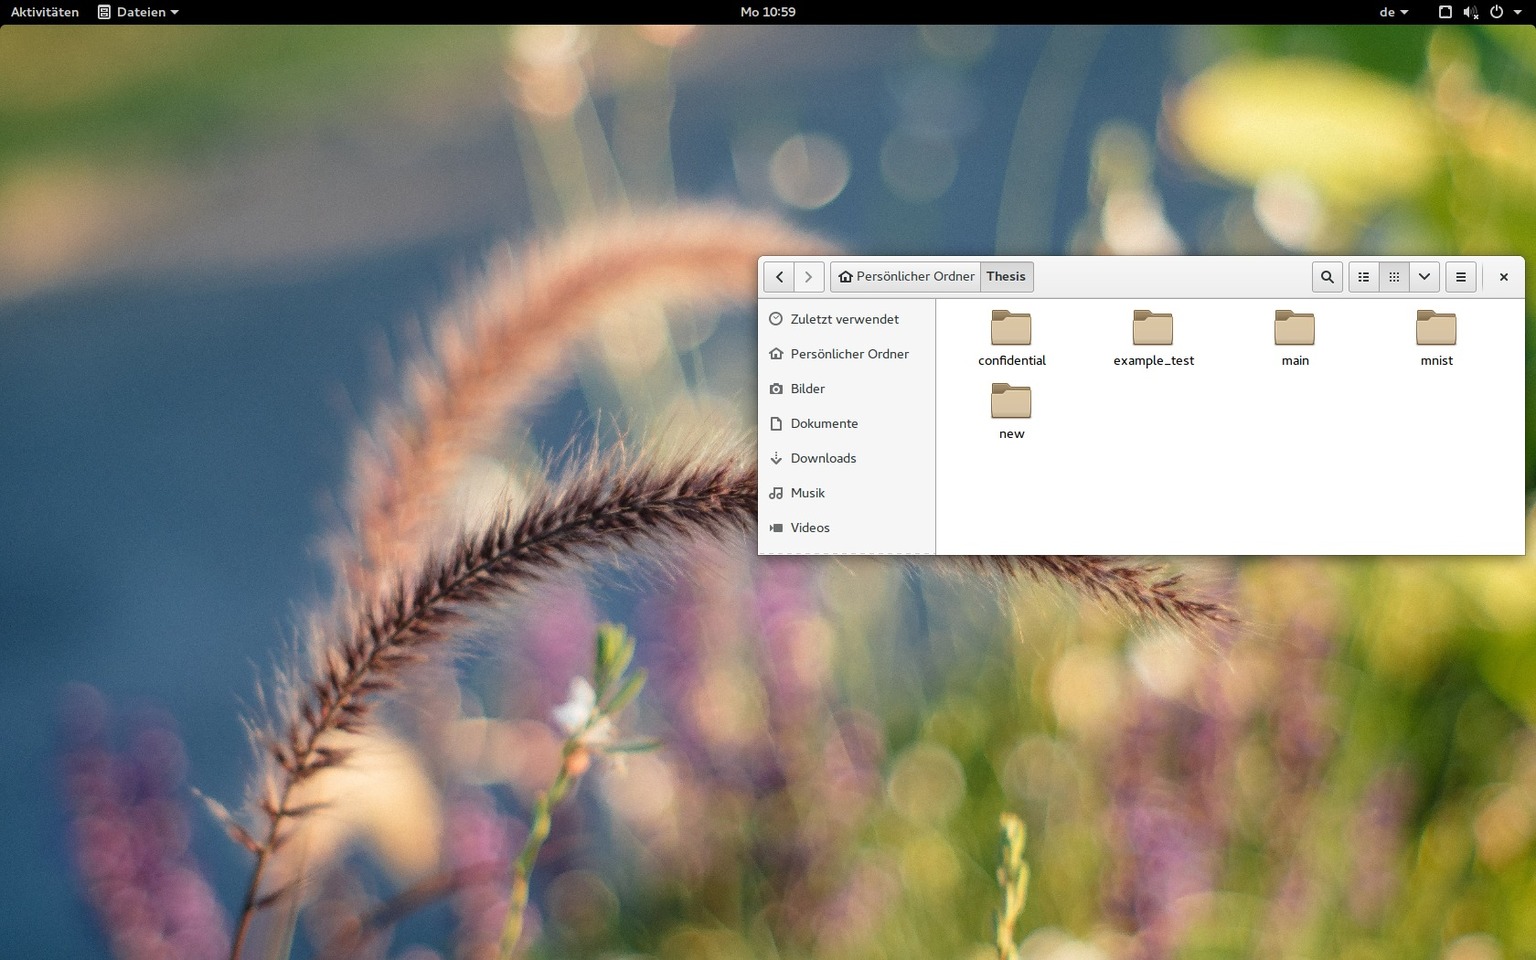 Aktivitäten Dateien Mo 10:59 de
Persönlicher Ordner Thesis
Zuletzt verwendet
Persönlicher Ordner
Bilder
Dokumente
Downloads
Musik
Videos
confidential example_test main mnist
new